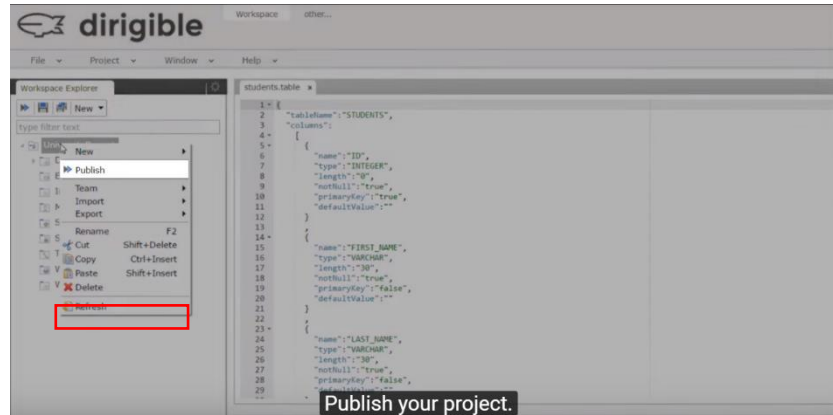 dirigible
Workspace other...
File Project Window Help
Workspace Explorer
students.table x
New
type filter text
New
Publish
Team
Import
Export
Rename F2
Cut Shift+Delete
Copy Ctrl+Insert
Paste Shift+Insert
Delete
Refresh
1 {
2 "tableName":"STUDENTS",
3 "columns":
4 [
5 {
6 "name":"ID",
7 "type":"INTEGER",
8 "length":"0",
9 "notNull":"true",
10 "primaryKey":"true",
11 "defaultValue":""
12 }
13 ,
14 {
15 "name":"FIRST_NAME",
16 "type":"VARCHAR",
17 "length":"30",
18 "notNull":"true",
19 "primaryKey":"false",
20 "defaultValue":""
21 }
22 ,
23 {
24 "name":"LAST_NAME",
25 "type":"VARCHAR",
26 "length":"30",
27 "notNull":"true",
28 "primaryKey":"false",
29 "defaultValue":""
Publish your project.